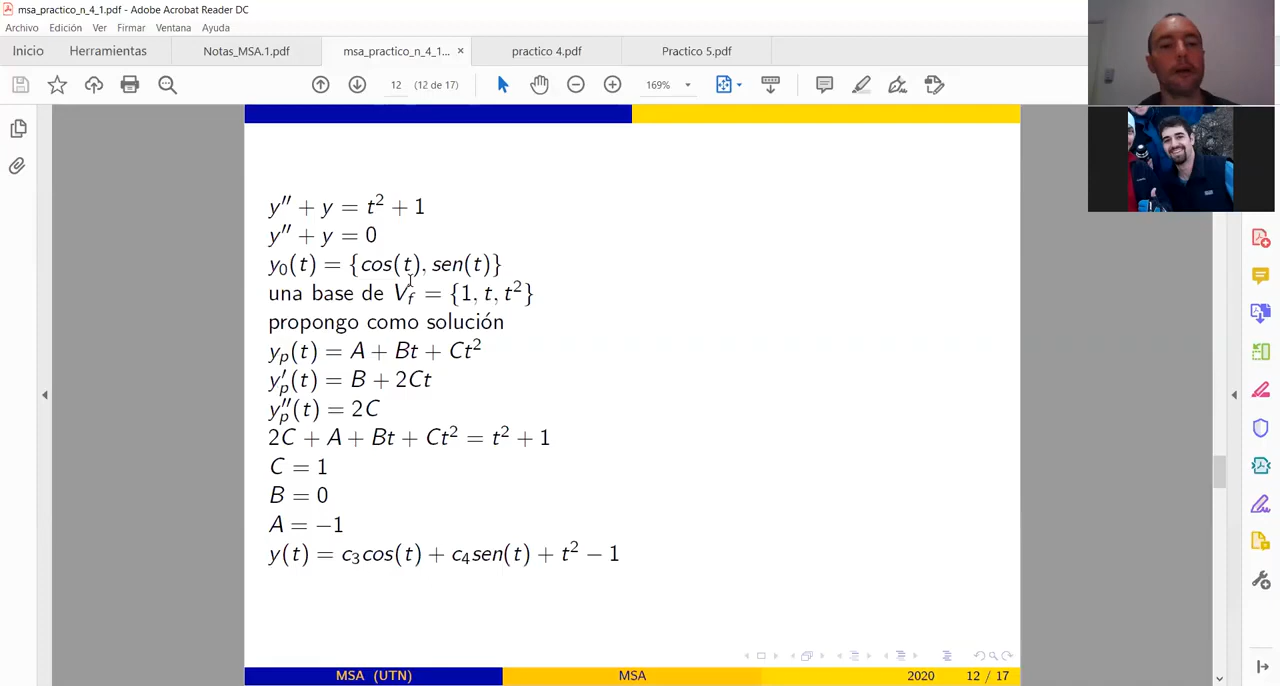 msa_practico_n_4_1.pdf - Adobe Acrobat Reader DC
Archivo Edición Ver Firmar Ventana Ayuda
Inicio Herramientas Notas_MSA.1.pdf msa_practico_n_4_1... × practico 4.pdf Practico 5.pdf
12 (12 de 17) 169%
y'' + y = t² + 1
y'' + y = 0
y₀(t) = {cos(t), sen(t)}
una base de V_f = {1, t, t²}
propongo como solución
y_p(t) = A + Bt + Ct²
y'_p(t) = B + 2Ct
y''_p(t) = 2C
2C + A + Bt + Ct² = t² + 1
C = 1
B = 0
A = −1
y(t) = c₃cos(t) + c₄sen(t) + t² − 1
MSA (UTN) MSA 2020 12 / 17